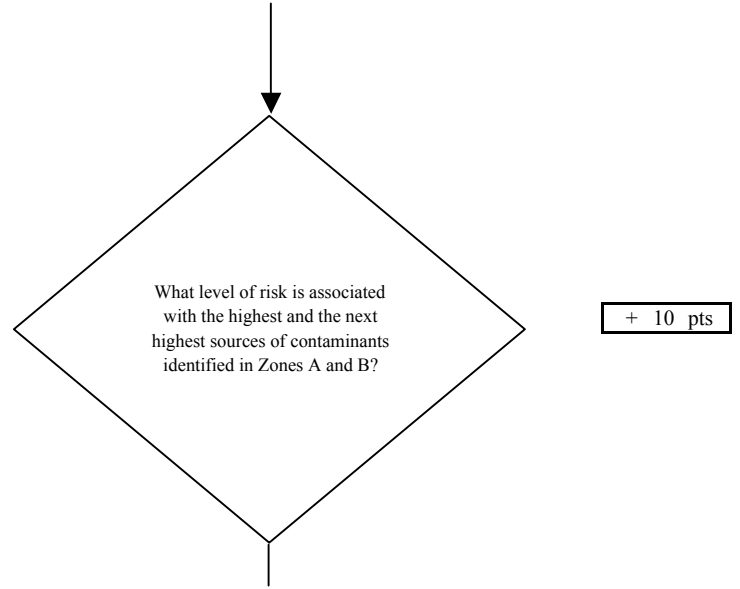 What level of risk is associated
with the highest and the next
highest sources of contaminants
identified in Zones A and B?
+ 10 pts